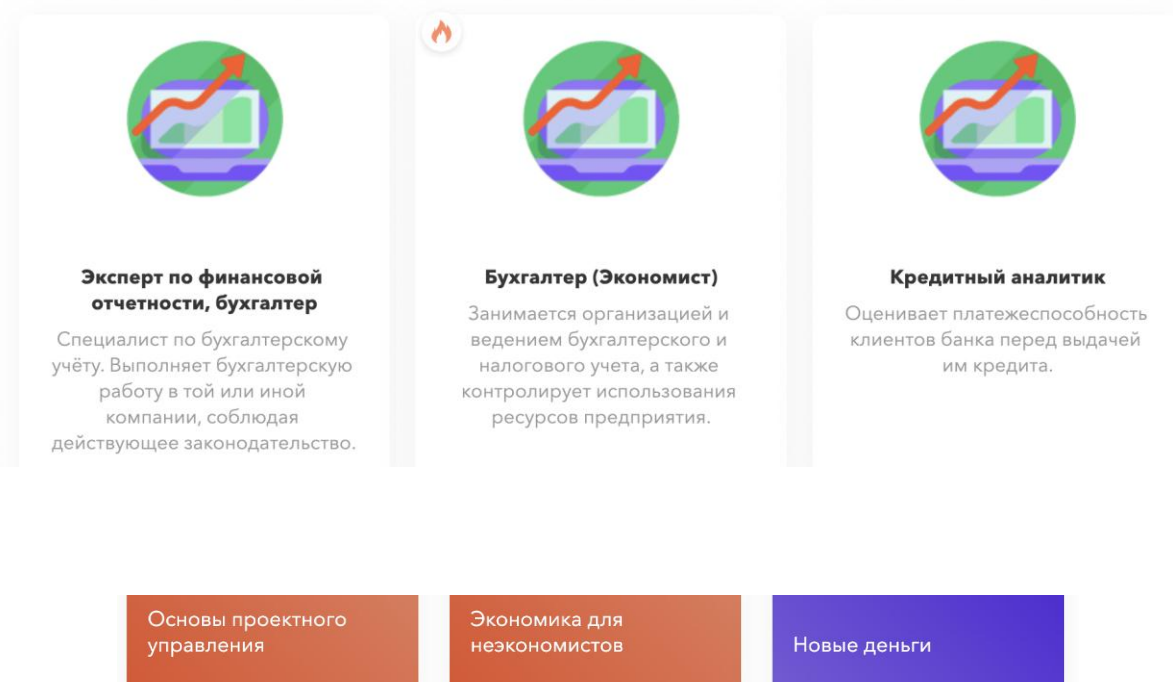 Эксперт по финансовой
отчетности, бухгалтер
Специалист по бухгалтерскому
учёту. Выполняет бухгалтерскую
работу в той или иной
компании, соблюдая
действующее законодательство.
Бухгалтер (Экономист)
Занимается организацией и
ведением бухгалтерского и
налогового учета, а также
контролирует использования
ресурсов предприятия.
Кредитный аналитик
Оценивает платежеспособность
клиентов банка перед выдачей
им кредита.
Основы проектного
управления
Экономика для
неэкономистов
Новые деньги